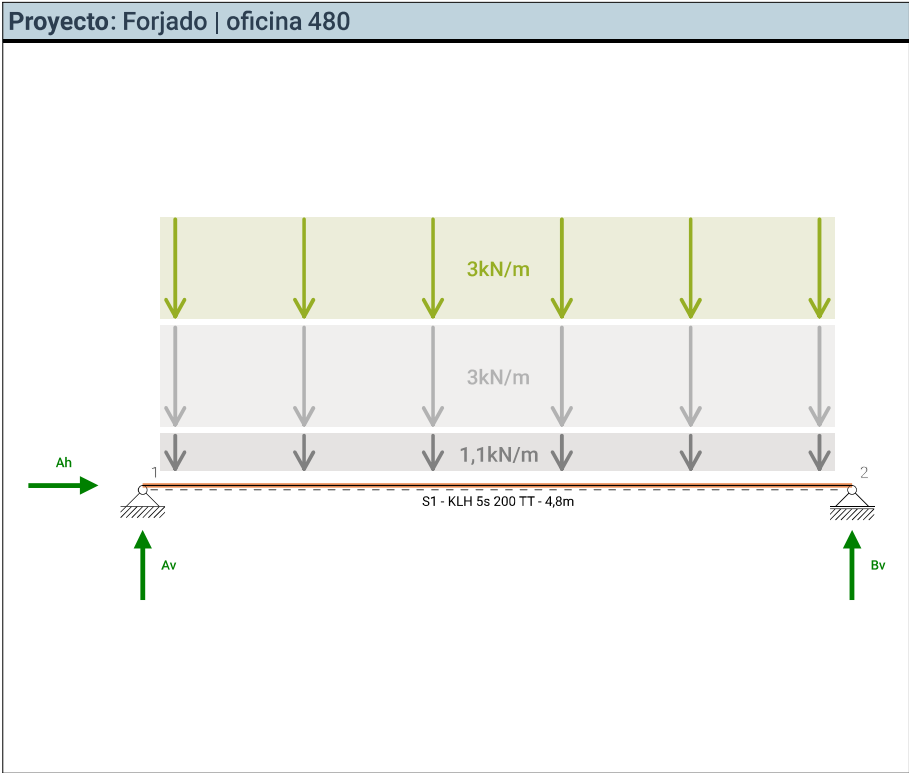 Proyecto: Forjado | oficina 480
3kN/m
3kN/m
1,1kN/m
Ah
1
2
S1 - KLH 5s 200 TT - 4,8m
Av
Bv